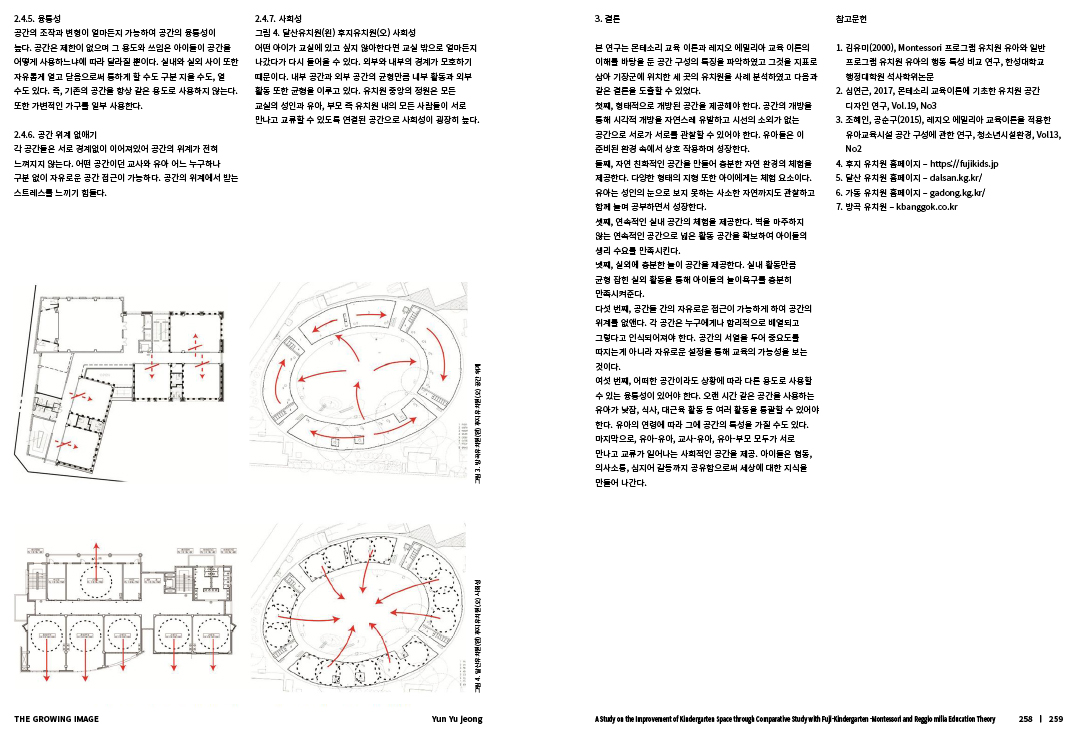 2.4.5. 융통성
공간의 조작과 변형이 얼마든지 가능하여 공간의 융통성이
높다. 공간은 제한이 없으며 그 용도와 쓰임은 아이들이 공간을
어떻게 사용하느냐에 따라 달라질 뿐이다. 실내와 실외 사이 또한
자유롭게 열고 닫음으로써 통하게 할 수도 구분 지을 수도, 열
수도 있다. 즉, 기존의 공간을 항상 같은 용도로 사용하지 않는다.
또한 가변적인 가구를 일부 사용한다.
2.4.6. 공간 위계 없애기
각 공간들은 서로 경계없이 이어져있어 공간의 위계가 전혀
느껴지지 않는다. 어떤 공간이던 교사와 유아 어느 누구하나
구분 없이 자유로운 공간 접근이 가능하다. 공간의 위계에서 받는
스트레스를 느끼기 힘들다.
2.4.7. 사회성
그림 4. 달산유치원(왼) 후지유치원(오) 사회성
어떤 아이가 교실에 있고 싶지 않아한다면 교실 밖으로 얼마든지
나갔다가 다시 들어올 수 있다. 외부와 내부의 경계가 모호하기
때문이다. 내부 공간과 외부 공간의 균형만큼 내부 활동과 외부
활동 또한 균형을 이루고 있다. 유치원 중앙의 정원은 모든
교실의 성인과 유아, 부모 즉 유치원 내의 모든 사람들이 서로
만나고 교류할 수 있도록 연결된 공간으로 사회성이 굉장히 높다.
그림 3. 방곡유치원(왼) 후지유치원(오) 공간 위계
그림 4. 달산유치원(왼) 후지유치원(오) 사회성
THE GROWING IMAGE
Yun Yu Jeong
3. 결론
본 연구는 몬테소리 교육 이론과 레지오 에밀리아 교육 이론의
이해를 바탕을 둔 공간 구성의 특징을 파악하였고 그것을 지표로
삼아 기장군에 위치한 세 곳의 유치원을 사례 분석하였고 다음과
같은 결론을 도출할 수 있었다.
첫째, 형태적으로 개방된 공간을 제공해야 한다. 공간의 개방을
통해 시각적 개방을 자연스레 유발하고 시선의 소외가 없는
공간으로 서로가 서로를 관찰할 수 있어야 한다. 유아들은 이
준비된 환경 속에서 상호 작용하며 성장한다.
둘째, 자연 친화적인 공간을 만들어 충분한 자연 환경의 체험을
제공한다. 다양한 형태의 지형 또한 아이에게는 체험 요소이다.
유아는 성인의 눈으로 보지 못하는 사소한 자연까지도 관찰하고
함께 놀며 공부하면서 성장한다.
셋째, 연속적인 실내 공간의 체험을 제공한다. 벽을 마주하지
않는 연속적인 공간으로 넓은 활동 공간을 확보하여 아이들의
생리 수요를 만족시킨다.
넷째, 실외에 충분한 놀이 공간을 제공한다. 실내 활동만큼
균형 잡힌 실외 활동을 통해 아이들의 놀이욕구를 충분히
만족시켜준다.
다섯 번째, 공간들 간의 자유로운 접근이 가능하게 하여 공간의
위계를 없앤다. 각 공간은 누구에게나 합리적으로 배열되고
그렇다고 인식되어져야 한다. 공간의 서열을 두어 중요도를
따지는게 아니라 자유로운 설정을 통해 교육의 가능성을 보는
것이다.
여섯 번째, 어떠한 공간이라도 상황에 따라 다른 용도로 사용할
수 있는 융통성이 있어야 한다. 오랜 시간 같은 공간을 사용하는
유아가 낮잠, 식사, 대근육 활동 등 여러 활동을 통괄할 수 있어야
한다. 유아의 연령에 따라 그에 공간의 특성을 가질 수도 있다.
마지막으로, 유아-유아, 교사-유아, 유아-부모 모두가 서로
만나고 교류가 일어나는 사회적인 공간을 제공. 아이들은 협동,
의사소통, 심지어 갈등까지 공유함으로써 세상에 대한 지식을
만들어 나간다.
참고문헌
1. 김유미(2000), Montessori 프로그램 유치원 유아와 일반
프로그램 유치원 유아의 행동 특성 비교 연구, 한성대학교
행정대학원 석사학위논문
2. 심연근, 2017, 몬테소리 교육이론에 기초한 유치원 공간
디자인 연구, Vol.19, No3
3. 조혜인, 공순구(2015), 레지오 에밀리아 교육이론을 적용한
유아교육시설 공간 구성에 관한 연구, 청소년시설환경, Vol13,
No2
4. 후지 유치원 홈페이지 – https://fujikids.jp
5. 달산 유치원 홈페이지 – dalsan.kg.kr/
6. 가동 유치원 홈페이지 – gadong.kg.kr/
7. 방곡 유치원 – kbanggok.co.kr
A Study on the Improvement of Kindergarten Space through Comparative Study with Fuji-Kindergarten -Montessori and Reggio milia Education Theory
258 | 259